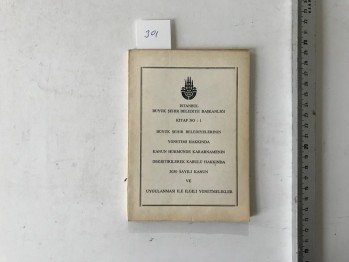 301
İSTANBUL
BÜYÜK ŞEHİR BELEDİYE BAŞKANLIĞI
KİTAP NO : 1
BÜYÜK ŞEHİR BELEDİYELERİNİN
YÖNETİMİ HAKKINDA
KANUN HÜKMÜNDE KARARNAMENİN
DEĞİŞTİRİLEREK KABULÜ HAKKINDA
3030 SAYILI KANUN
VE
UYGULANMASI İLE İLGİLİ YÖNETMELİKLER